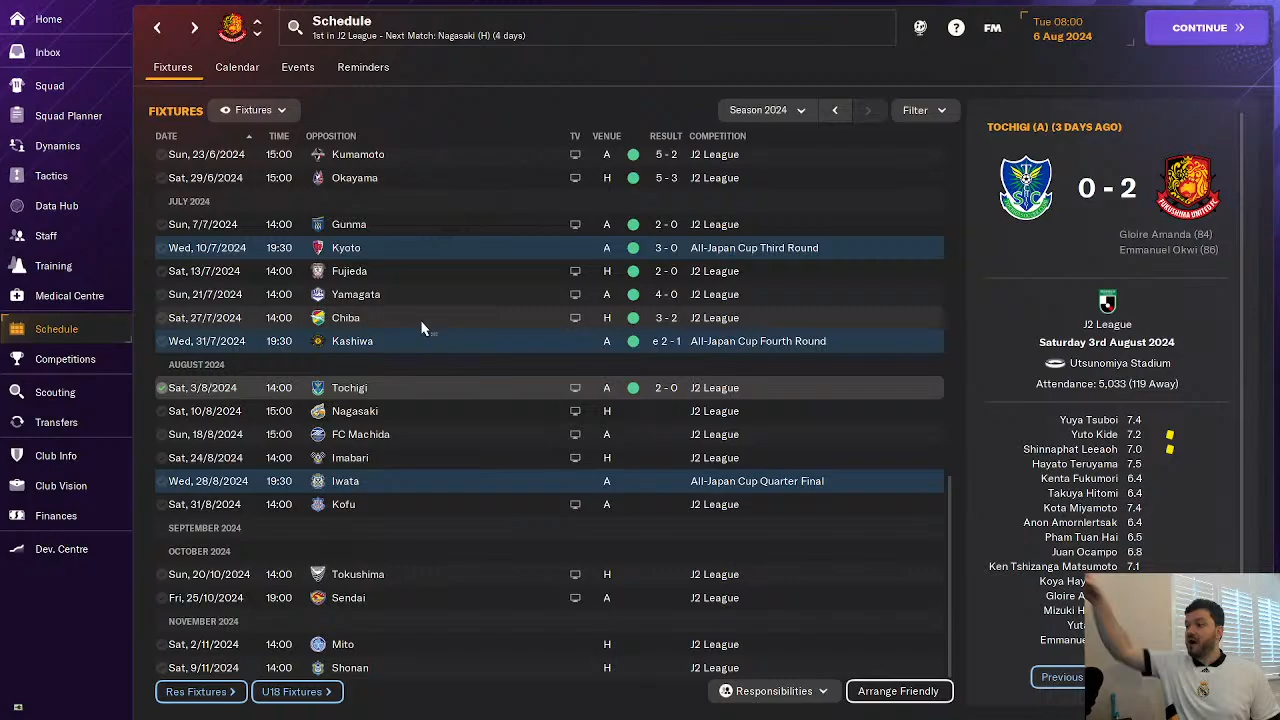 Home
Inbox
Squad
Squad Planner
Dynamics
Tactics
Data Hub
Staff
Training
Medical Centre
Schedule
Competitions
Scouting
Transfers
Club Info
Club Vision
Finances
Dev. Centre
Schedule
1st in J2 League - Next Match: Nagasaki (H) (4 days)
FM
Tue 08:00
6 Aug 2024
CONTINUE
Fixtures Calendar Events Reminders
FIXTURES Fixtures Season 2024 Filter
DATE TIME OPPOSITION TV VENUE RESULT COMPETITION
Sun, 23/6/2024 15:00 Kumamoto A 5 - 2 J2 League
Sat, 29/6/2024 15:00 Okayama H 5 - 3 J2 League
JULY 2024
Sun, 7/7/2024 14:00 Gunma A 2 - 0 J2 League
Wed, 10/7/2024 19:30 Kyoto A 3 - 0 All-Japan Cup Third Round
Sat, 13/7/2024 14:00 Fujieda H 2 - 0 J2 League
Sun, 21/7/2024 14:00 Yamagata A 4 - 0 J2 League
Sat, 27/7/2024 14:00 Chiba H 3 - 2 J2 League
Wed, 31/7/2024 19:30 Kashiwa A e 2 - 1 All-Japan Cup Fourth Round
AUGUST 2024
Sat, 3/8/2024 14:00 Tochigi A 2 - 0 J2 League
Sat, 10/8/2024 15:00 Nagasaki H J2 League
Sun, 18/8/2024 15:00 FC Machida A J2 League
Sat, 24/8/2024 14:00 Imabari H J2 League
Wed, 28/8/2024 19:30 Iwata A All-Japan Cup Quarter Final
Sat, 31/8/2024 14:00 Kofu A J2 League
SEPTEMBER 2024
OCTOBER 2024
Sun, 20/10/2024 14:00 Tokushima H J2 League
Fri, 25/10/2024 19:00 Sendai A J2 League
NOVEMBER 2024
Sat, 2/11/2024 14:00 Mito H J2 League
Sat, 9/11/2024 14:00 Shonan H J2 League
Res Fixtures U18 Fixtures Responsibilities Arrange Friendly
TOCHIGI (A) (3 DAYS AGO)
0 - 2
FUKUSHIMA UNITED FC
Gloire Amanda (84)
Emmanuel Okwi (86)
J2 League
Saturday 3rd August 2024
Utsunomiya Stadium
Attendance: 5,033 (119 Away)
Yuya Tsuboi 7.4
Yuto Kide 7.2
Shinnaphat Leeaoh 7.0
Hayato Teruyama 7.5
Kenta Fukumori 6.4
Takuya Hitomi 6.4
Kota Miyamoto 7.4
Anon Amornlertsak 6.4
Pham Tuan Hai 6.5
Juan Ocampo 6.8
Ken Tshizanga Matsumoto 7.1
Koya Hay
Gloire A
Mizuki H
Yut
Emmanue
Previous